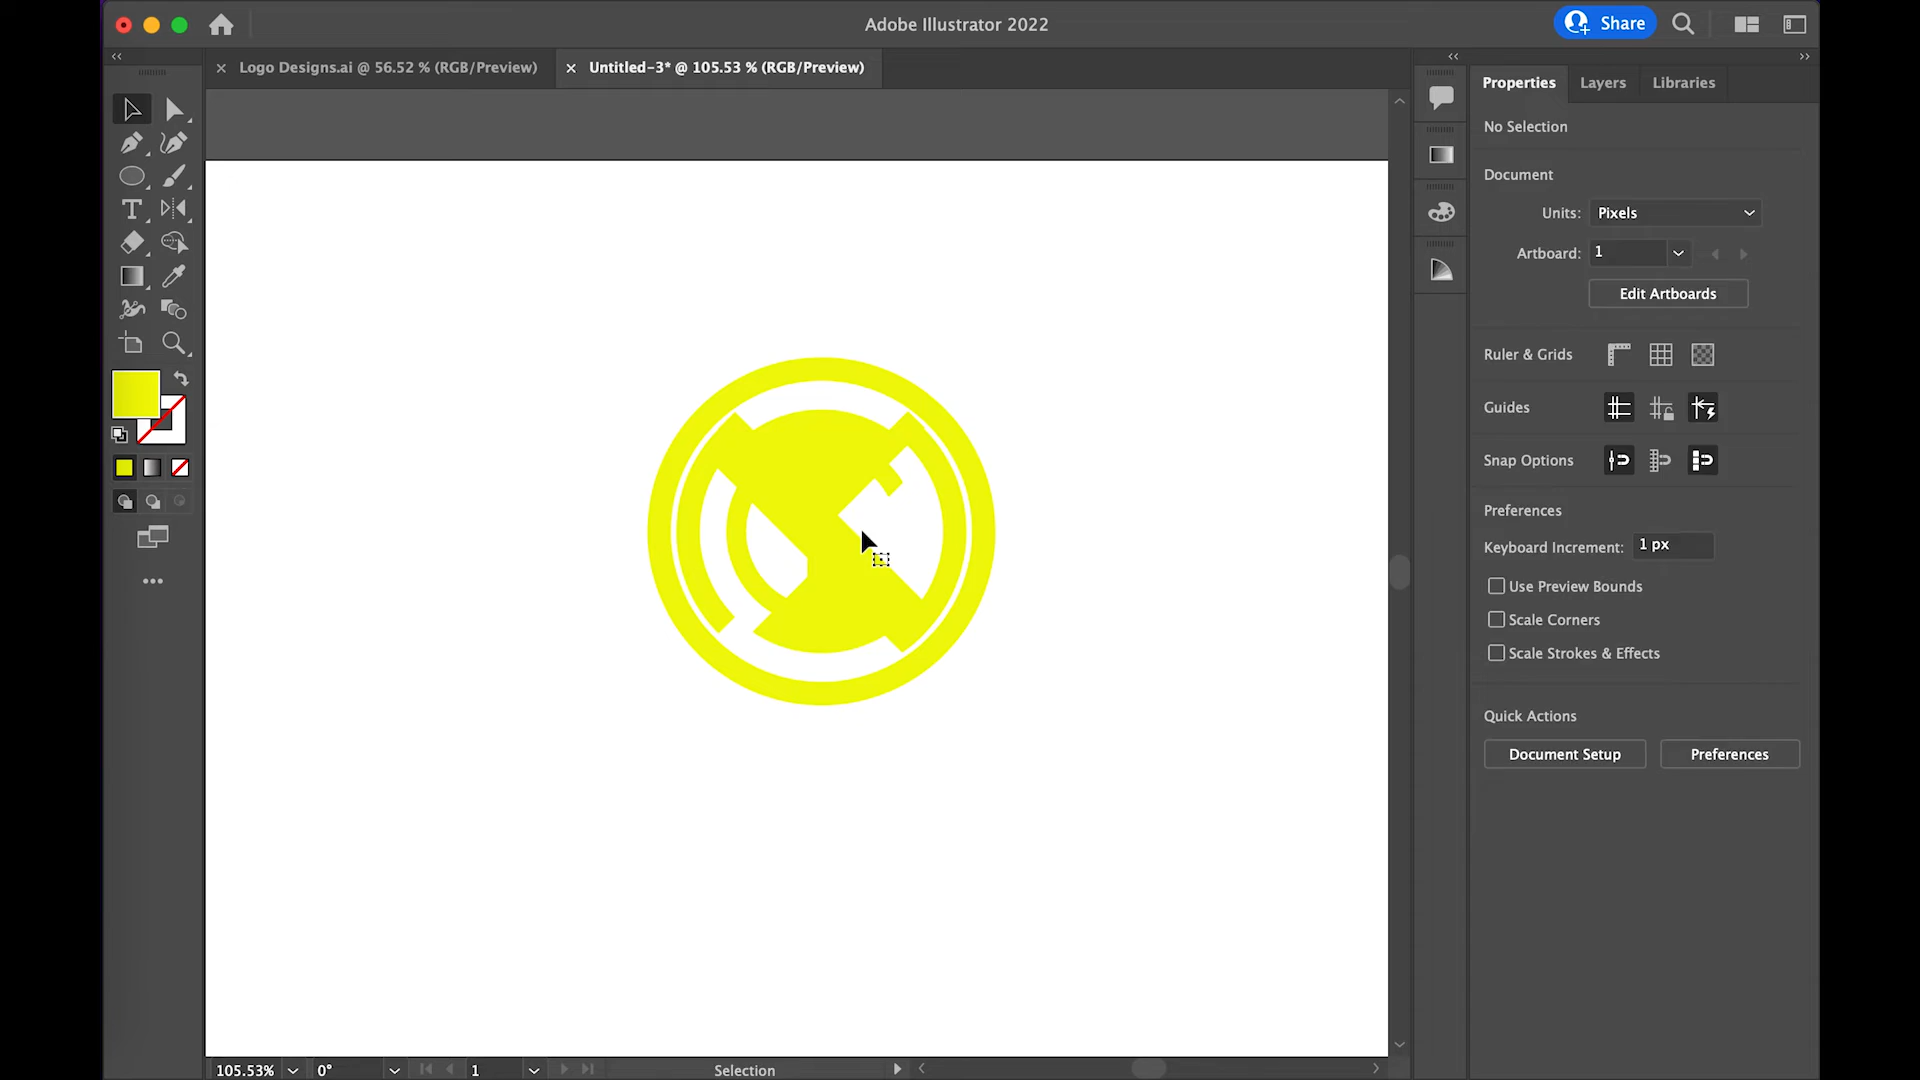 Adobe Illustrator 2022
Share
Logo Designs.ai @ 56.52 % (RGB/Preview)
Untitled-3* @ 105.53 % (RGB/Preview)
Properties
Layers
Libraries
No Selection
Document
Units:
Pixels
Artboard:
1
Edit Artboards
Ruler & Grids
Guides
Snap Options
Preferences
Keyboard Increment:
1 px
Use Preview Bounds
Scale Corners
Scale Strokes & Effects
Quick Actions
Document Setup
Preferences
105.53%
0°
1
Selection